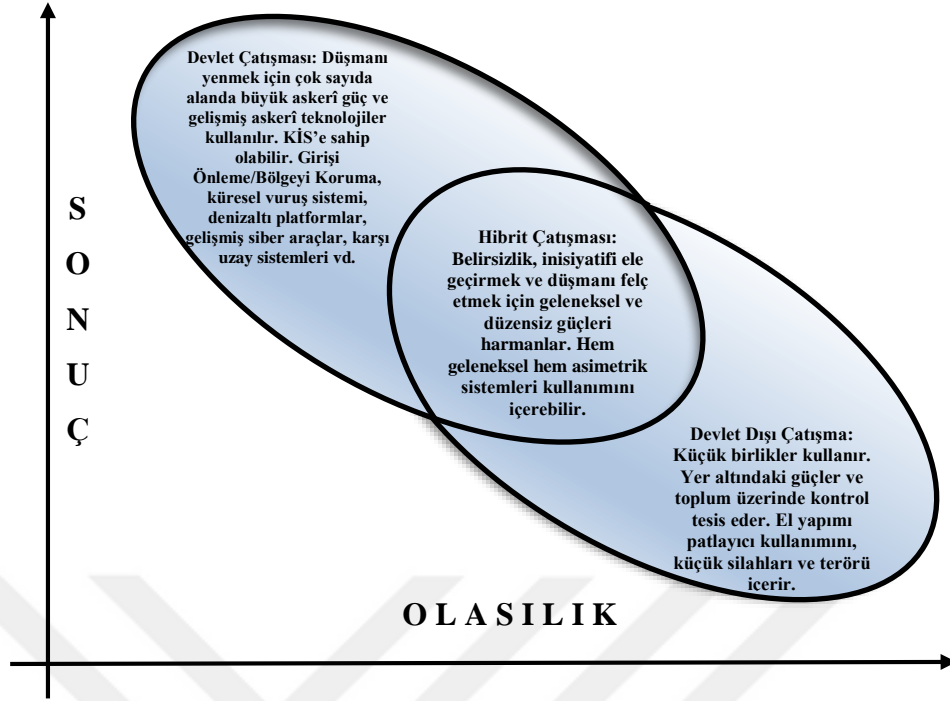 Devlet Çatışması: Düşmanı
yenmek için çok sayıda
alanda büyük askerî güç ve
gelişmiş askerî teknolojiler
kullanılır. KİS’e sahip
olabilir. Girişi
Önleme/Bölgeyi Koruma,
küresel vuruş sistemi,
denizaltı platformlar,
gelişmiş siber araçlar, karşı
uzay sistemleri vd.
S
O
N
U
Ç
Hibrit Çatışması:
Belirsizlik, inisiyatifi ele
geçirmek ve düşmanı felç
etmek için geleneksel ve
düzensiz güçleri
harmanlar. Hem
geleneksel hem asimetrik
sistemleri kullanımını
içerebilir.
Devlet Dışı Çatışma:
Küçük birlikler kullanır.
Yer altındaki güçler ve
toplum üzerinde kontrol
tesis eder. El yapımı
patlayıcı kullanımını,
küçük silahları ve terörü
içerir.
O L A S I L I K